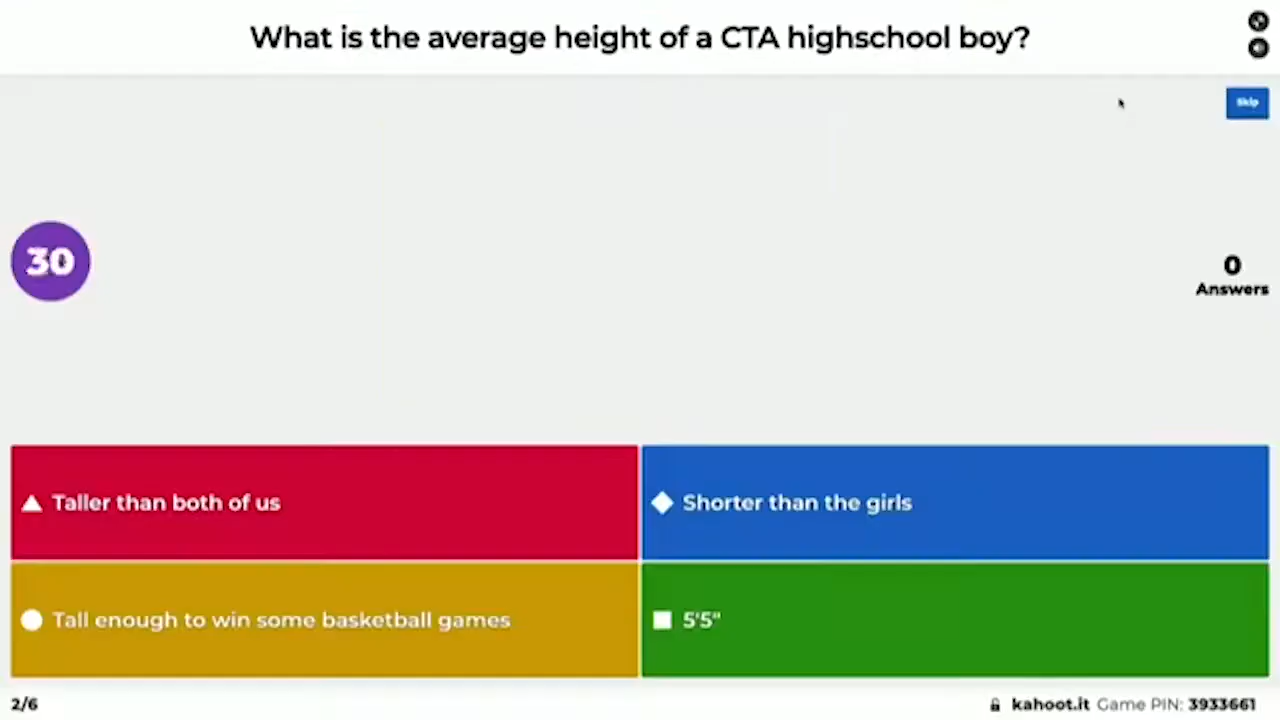 What is the average height of a CTA highschool boy?
Skip
30
0
Answers
Taller than both of us
Shorter than the girls
Tall enough to win some basketball games
5'5"
2/6
kahoot.it Game PIN: 3933661